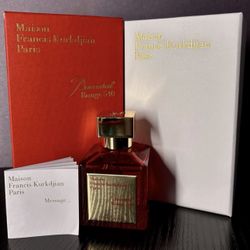 Maison
Francis Kurkdjian
Paris
Baccarat
Rouge 540
Maison
Francis Kurkdjian
Paris
Maison
Francis Kurkdjian
Paris
Message